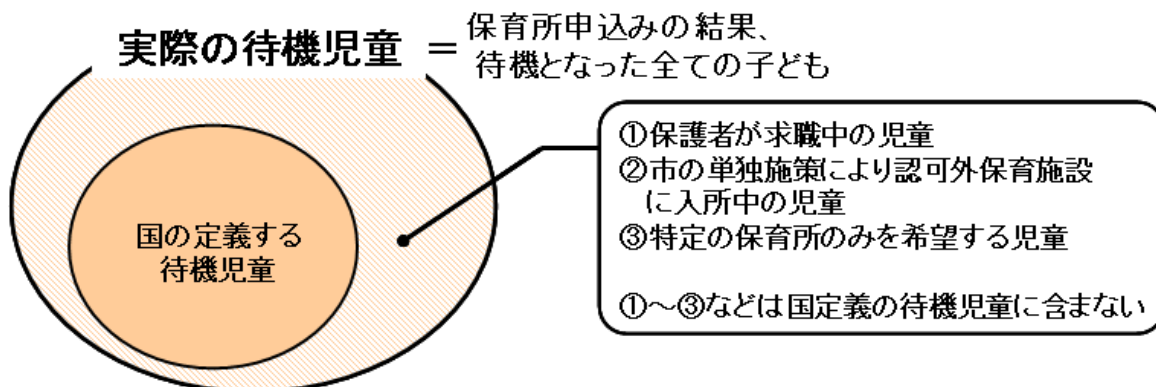 実際の待機児童 = 保育所申込みの結果、
待機となった全ての子ども
国の定義する
待機児童
①保護者が求職中の児童
②市の単独施策により認可外保育施設
に入所中の児童
③特定の保育所のみを希望する児童
①～③などは国定義の待機児童に含まない